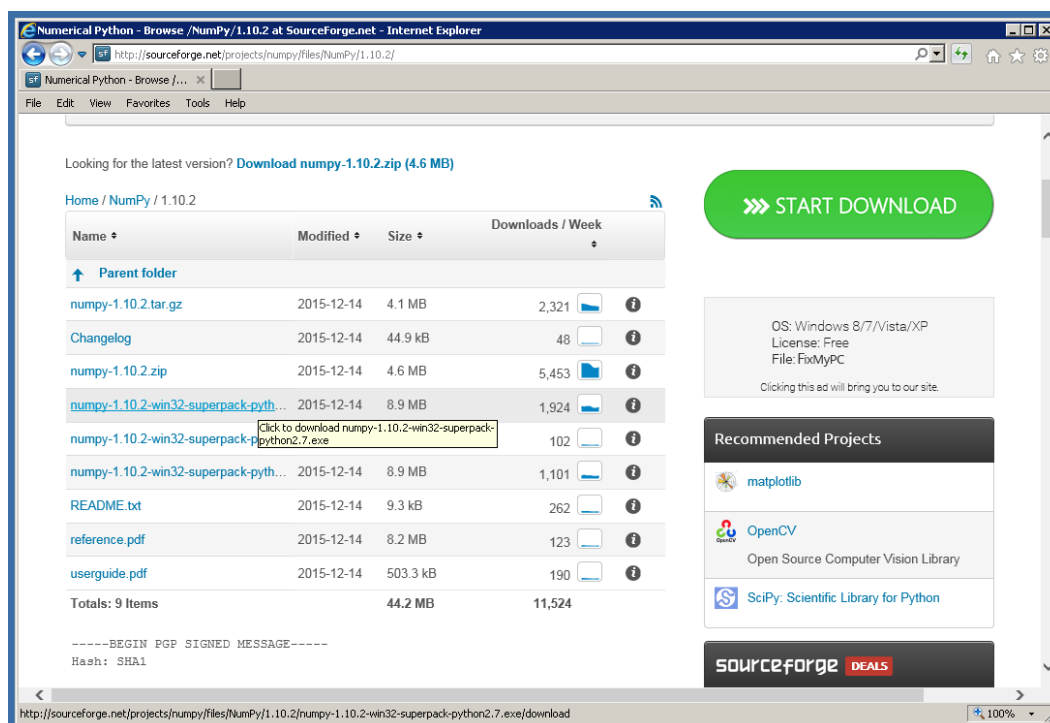 Numerical Python - Browse /NumPy/1.10.2 at SourceForge.net - Internet Explorer
http://sourceforge.net/projects/numpy/files/NumPy/1.10.2/
Numerical Python - Browse /...
File Edit View Favorites Tools Help
Looking for the latest version? Download numpy-1.10.2.zip (4.6 MB)
Home / NumPy / 1.10.2
Name Modified Size Downloads / Week
Parent folder
numpy-1.10.2.tar.gz 2015-12-14 4.1 MB 2,321
Changelog 2015-12-14 44.9 kB 48
numpy-1.10.2.zip 2015-12-14 4.6 MB 5,453
numpy-1.10.2-win32-superpack-pyth... 2015-12-14 8.9 MB 1,924
Click to download numpy-1.10.2-win32-superpack-
python2.7.exe
numpy-1.10.2-win32-superpack-p 102
numpy-1.10.2-win32-superpack-pyth... 2015-12-14 8.9 MB 1,101
README.txt 2015-12-14 9.3 kB 262
reference.pdf 2015-12-14 8.2 MB 123
userguide.pdf 2015-12-14 503.3 kB 190
Totals: 9 Items 44.2 MB 11,524
-----BEGIN PGP SIGNED MESSAGE-----
Hash: SHA1
START DOWNLOAD
OS: Windows 8/7/Vista/XP
License: Free
File: FixMyPC
Clicking this ad will bring you to our site.
Recommended Projects
matplotlib
OpenCV
OpenCV
Open Source Computer Vision Library
SciPy: Scientific Library for Python
sourceforge DEALS
http://sourceforge.net/projects/numpy/files/NumPy/1.10.2/numpy-1.10.2-win32-superpack-python2.7.exe/download
100%